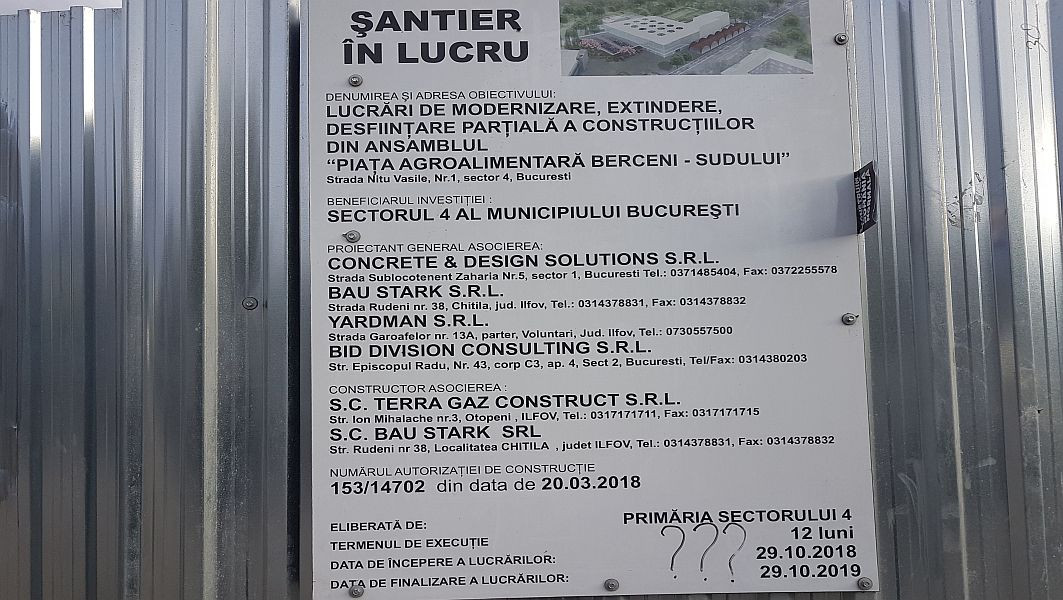 ŞANTIER
ÎN LUCRU
DENUMIREA ŞI ADRESA OBIECTIVULUI:
LUCRĂRI DE MODERNIZARE, EXTINDERE,
DESFIINȚARE PARȚIALĂ A CONSTRUCȚIILOR
DIN ANSAMBLUL
“PIAȚA AGROALIMENTARĂ BERCENI - SUDULUI”
Strada Nitu Vasile, Nr.1, sector 4, Bucuresti
BENEFICIARUL INVESTIȚIEI :
SECTORUL 4 AL MUNICIPIULUI BUCUREŞTI
PROIECTANT GENERAL ASOCIEREA:
CONCRETE & DESIGN SOLUTIONS S.R.L.
Strada Sublocotenent Zaharia Nr.5, sector 1, Bucuresti Tel.: 0371485404, Fax: 0372255578
BAU STARK S.R.L.
Strada Rudeni nr. 38, Chitila, jud. Ilfov, Tel.: 0314378831, Fax: 0314378832
YARDMAN S.R.L.
Strada Garoafelor nr. 13A, parter, Voluntari, Jud. Ilfov, Tel.: 0730557500
BID DIVISION CONSULTING S.R.L.
Str. Episcopul Radu, Nr. 43, corp C3, ap. 4, Sect 2, Bucuresti, Tel/Fax: 0314380203
CONSTRUCTOR ASOCIEREA :
S.C. TERRA GAZ CONSTRUCT S.R.L.
Str. Ion Mihalache nr.3, Otopeni , ILFOV, Tel.: 0317171711, Fax: 0317171715
S.C. BAU STARK SRL
Str. Rudeni nr 38, Localitatea CHITILA , judet ILFOV, Tel.: 0314378831, Fax: 0314378832
NUMĂRUL AUTORIZAȚIEI DE CONSTRUCȚIE
153/14702 din data de 20.03.2018
ELIBERATĂ DE: PRIMĂRIA SECTORULUI 4
TERMENUL DE EXECUȚIE 12 luni
DATA DE ÎNCEPERE A LUCRĂRILOR: 29.10.2018
DATA DE FINALIZARE A LUCRĂRILOR: 29.10.2019
???
ROMANIA
NORMALA